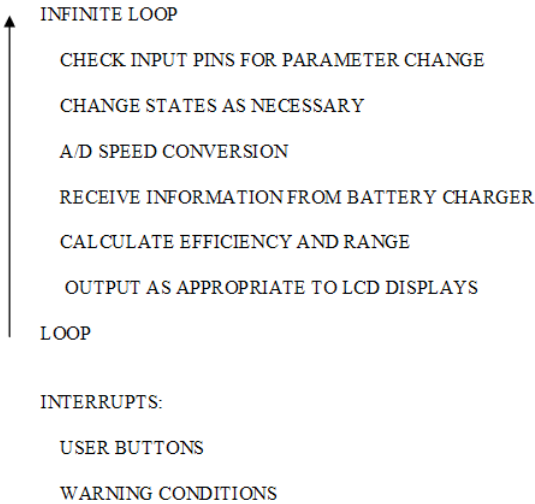 INFINITE LOOP
CHECK INPUT PINS FOR PARAMETER CHANGE
CHANGE STATES AS NECESSARY
A/D SPEED CONVERSION
RECEIVE INFORMATION FROM BATTERY CHARGER
CALCULATE EFFICIENCY AND RANGE
OUTPUT AS APPROPRIATE TO LCD DISPLAYS
LOOP
INTERRUPTS:
USER BUTTONS
WARNING CONDITIONS